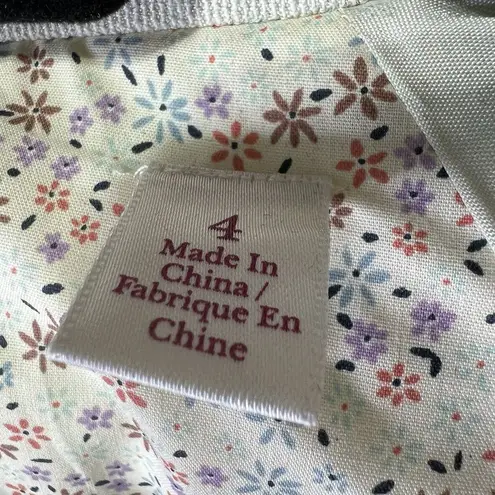 4
Made In
China /
Fabrique En
Chine